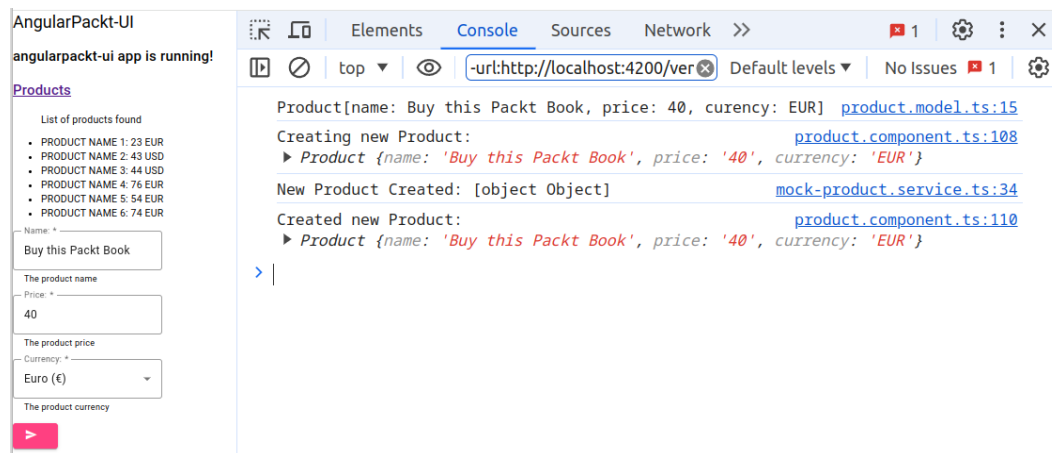 AngularPackt-UI
angularpackt-ui app is running!
Products
List of products found
PRODUCT NAME 1: 23 EUR
PRODUCT NAME 2: 43 USD
PRODUCT NAME 3: 44 USD
PRODUCT NAME 4: 76 EUR
PRODUCT NAME 5: 54 EUR
PRODUCT NAME 6: 74 EUR
Name: *
Buy this Packt Book
The product name
Price: *
40
The product price
Currency: *
Euro (€)
The product currency
Elements Console Sources Network 1
top -url:http://localhost:4200/ver Default levels No Issues 1
Product[name: Buy this Packt Book, price: 40, curency: EUR] product.model.ts:15
Creating new Product: product.component.ts:108
Product {name: 'Buy this Packt Book', price: '40', currency: 'EUR'}
New Product Created: [object Object] mock-product.service.ts:34
Created new Product: product.component.ts:110
Product {name: 'Buy this Packt Book', price: '40', currency: 'EUR'}